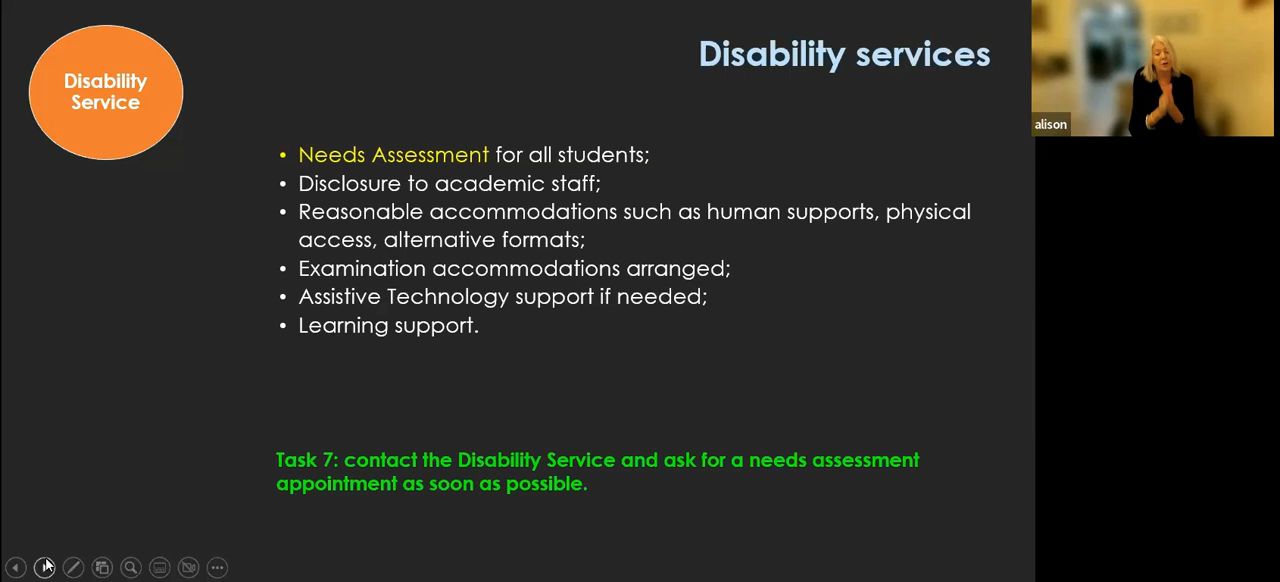 Disability
Service
Disability services
alison
• Needs Assessment for all students;
• Disclosure to academic staff;
• Reasonable accommodations such as human supports, physical
access, alternative formats;
• Examination accommodations arranged;
• Assistive Technology support if needed;
• Learning support.
Task 7: contact the Disability Service and ask for a needs assessment
appointment as soon as possible.